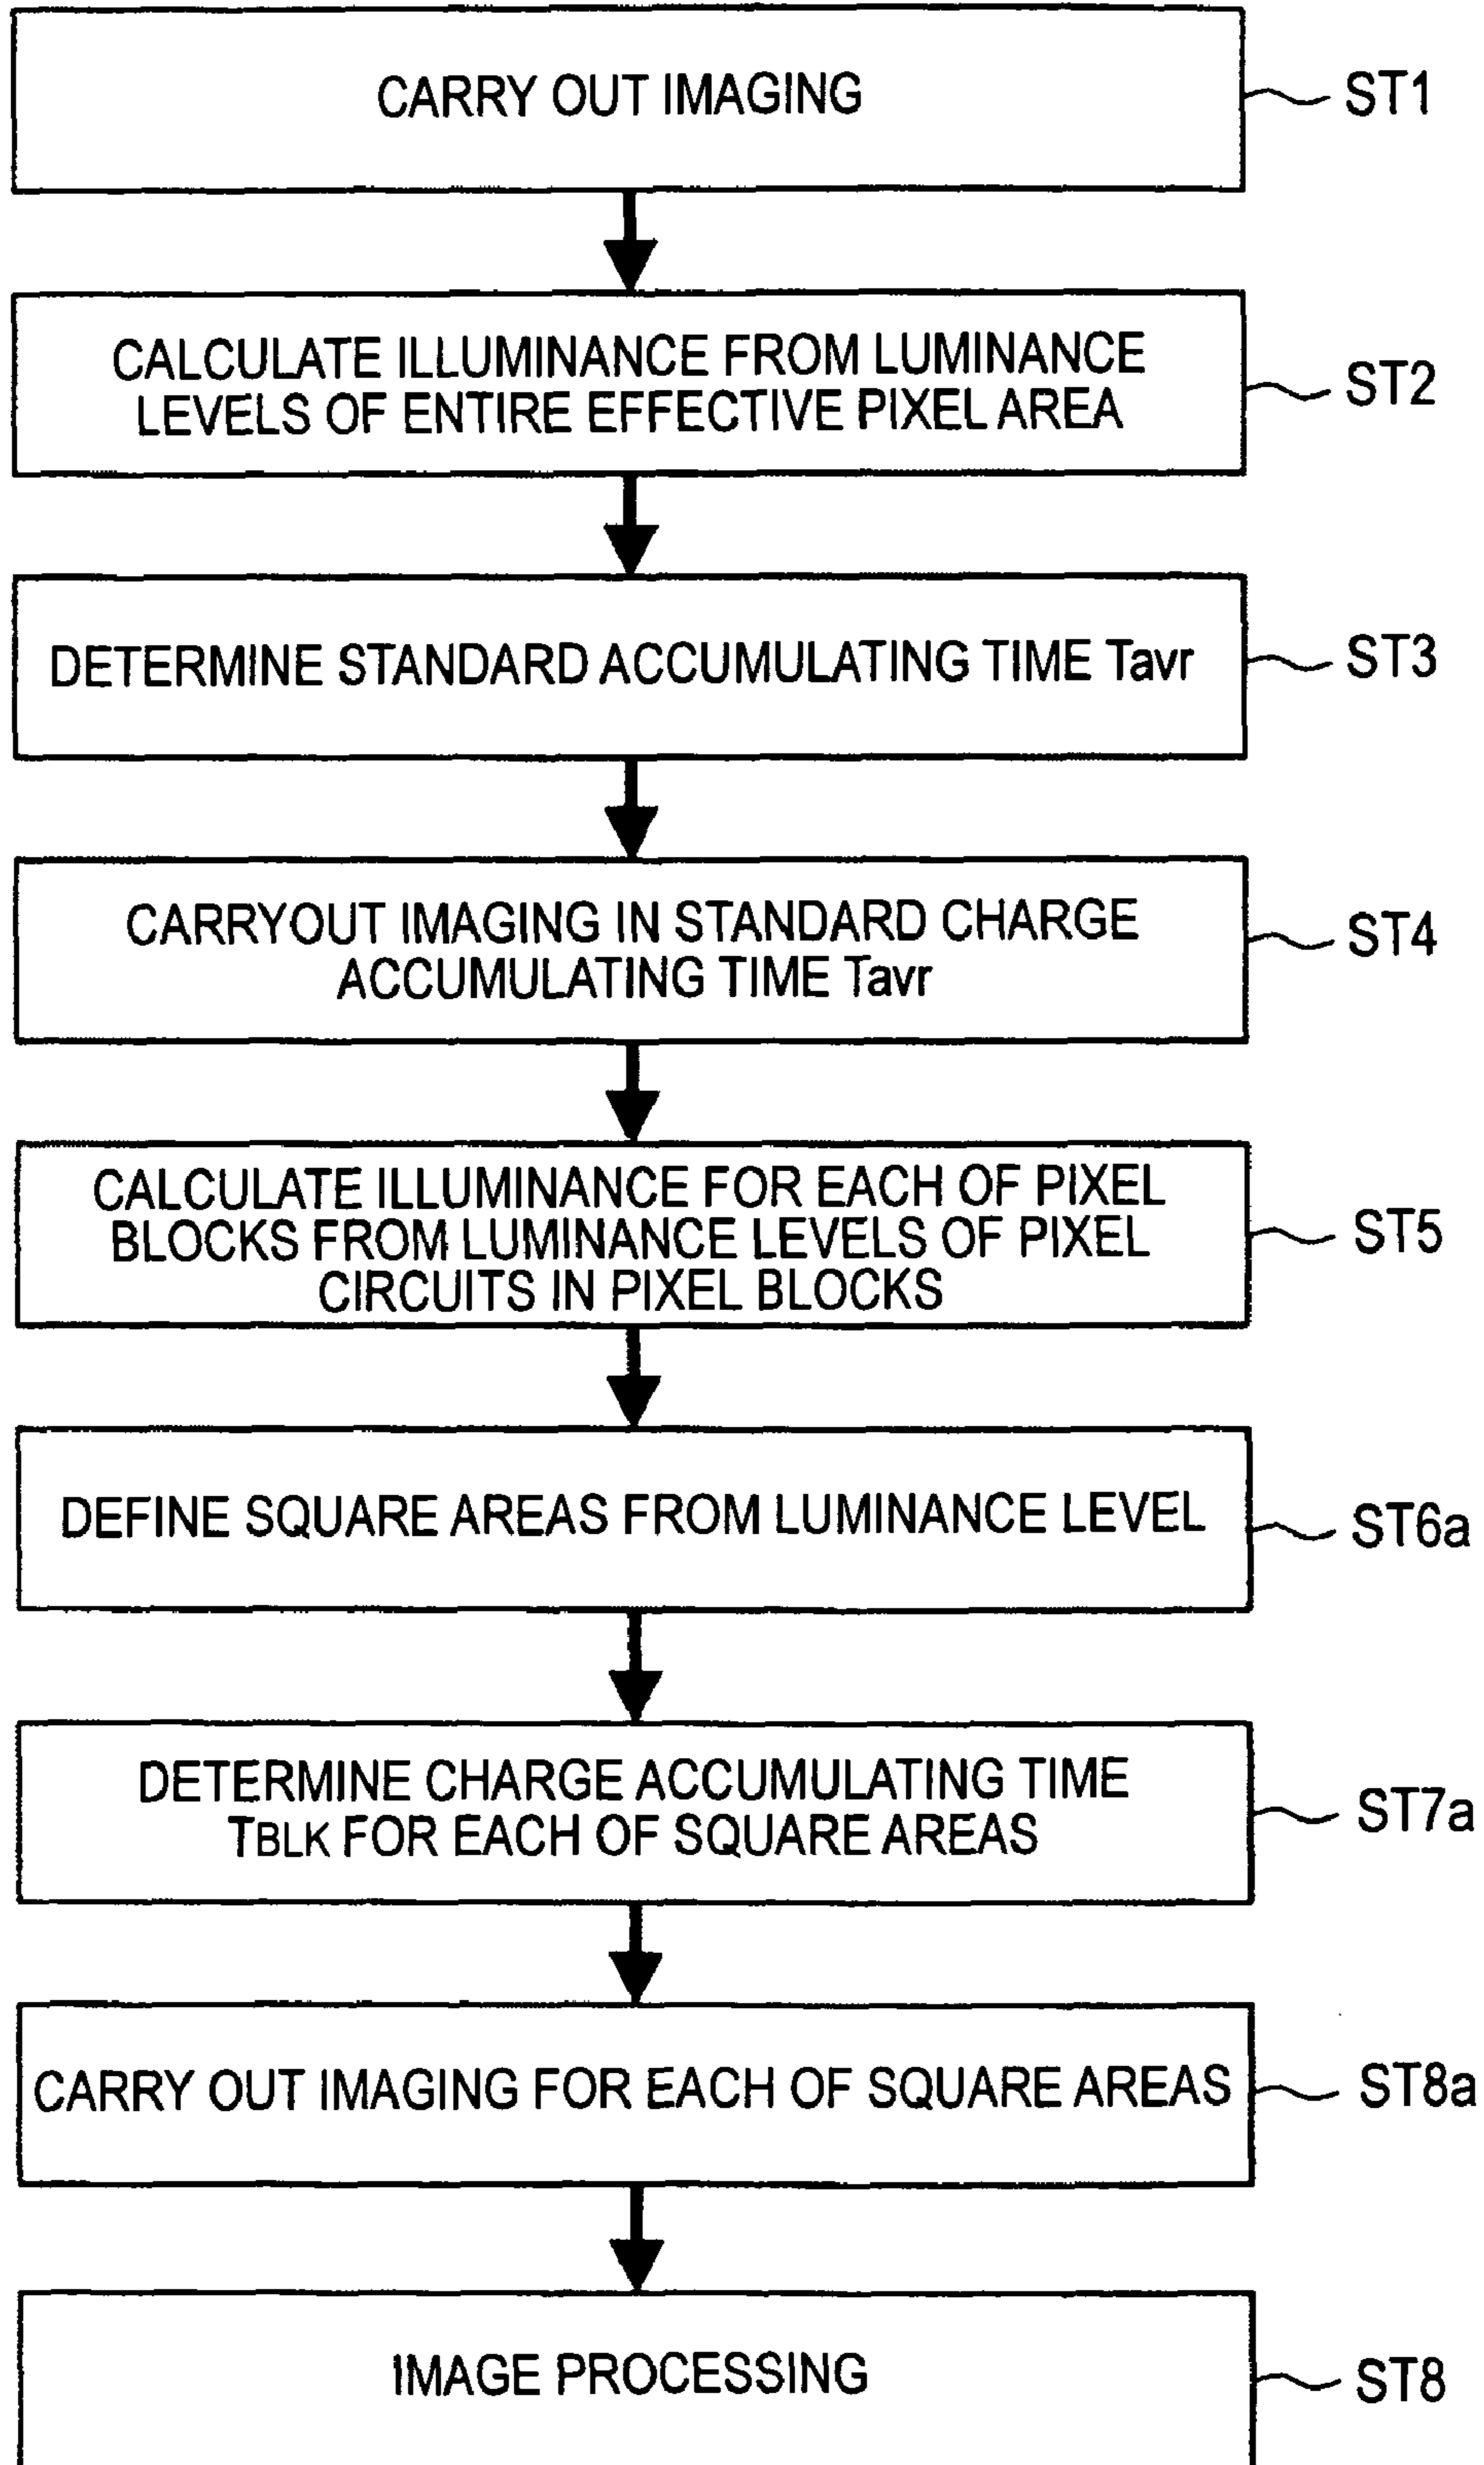 CARRY OUT IMAGING
ST1
CALCULATE ILLUMINANCE FROM LUMINANCE
LEVELS OF ENTIRE EFFECTIVE PIXEL AREA
ST2
DETERMINE STANDARD ACCUMULATING TIME Tavr
ST3
CARRYOUT IMAGING IN STANDARD CHARGE
ACCUMULATING TIME Tavr
ST4
CALCULATE ILLUMINANCE FOR EACH OF PIXEL
BLOCKS FROM LUMINANCE LEVELS OF PIXEL
CIRCUITS IN PIXEL BLOCKS
ST5
DEFINE SQUARE AREAS FROM LUMINANCE LEVEL
ST6a
DETERMINE CHARGE ACCUMULATING TIME
TBLK FOR EACH OF SQUARE AREAS
ST7a
CARRY OUT IMAGING FOR EACH OF SQUARE AREAS
ST8a
IMAGE PROCESSING
ST8